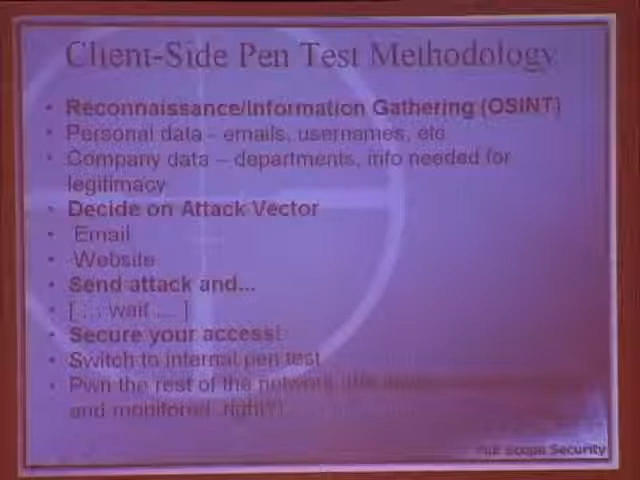 Client-Side Pen Test Methodology
• Reconnaissance/Information Gathering (OSINT)
• Personal data - emails, usernames, etc
• Company data – departments, info needed for
legitimacy
• Decide on Attack Vector
• Email
• Website
• Send attack and...
• [ ... wait ... ]
• Secure your access!
• Switch to internal pen test
• Pwn the rest of the network
and monitored, right?)
Full Scope Security